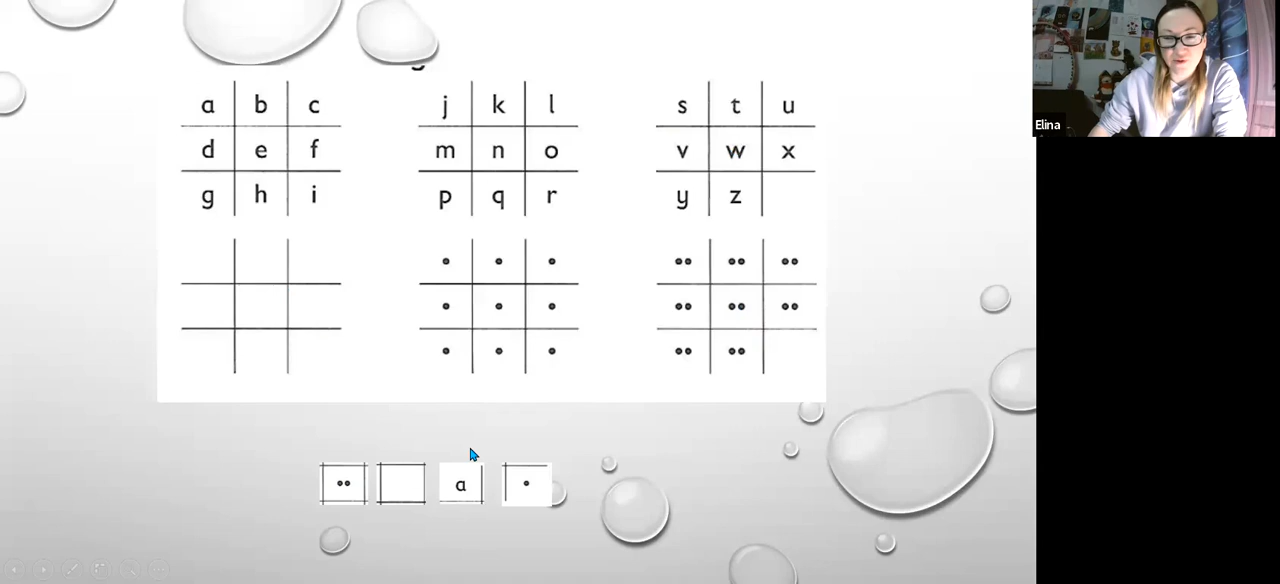 a b c j k l s t u
d e f m n o v w x
g h i p q r y z
a
Elina